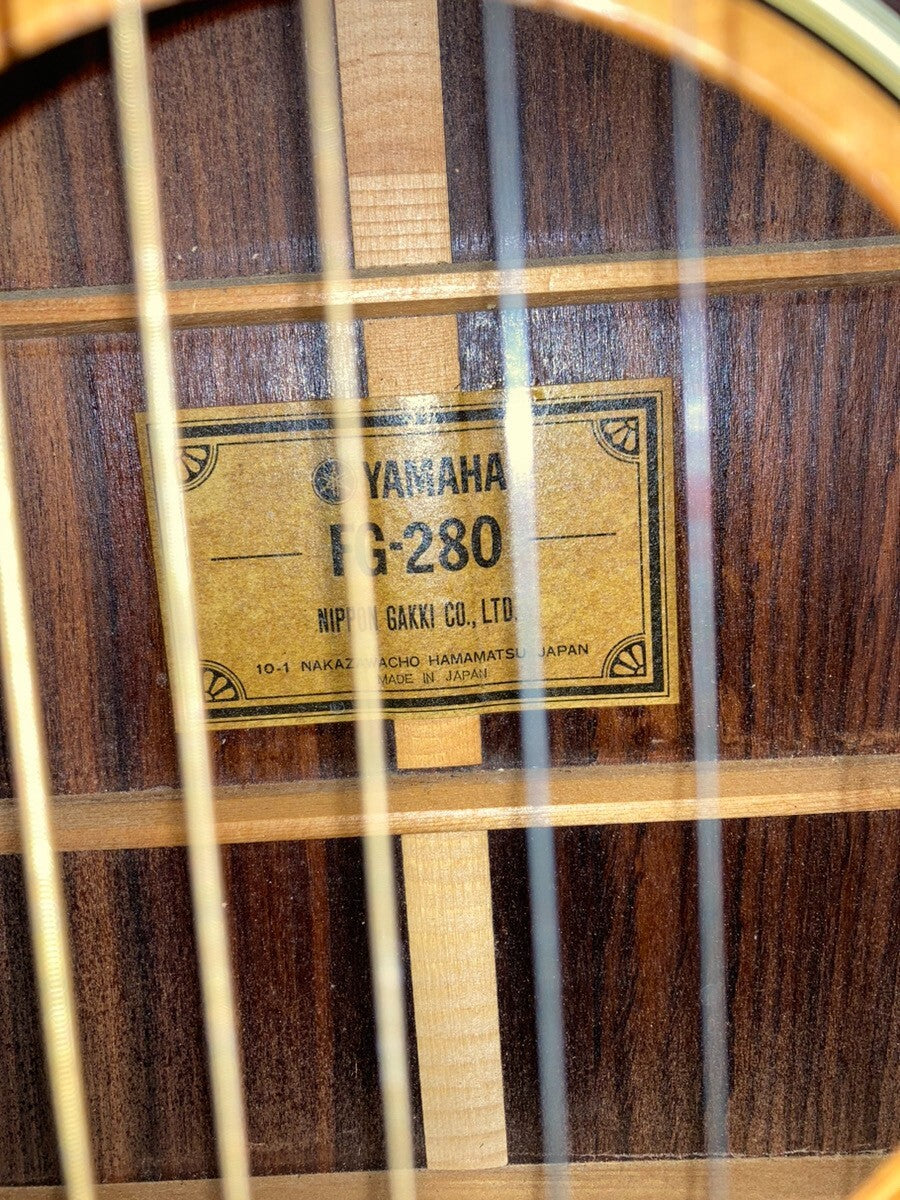 YAMAHA
FG-280
NIPPON GAKKI CO., LTD.
10-1 NAKAZAWACHO HAMAMATSU JAPAN
MADE IN JAPAN